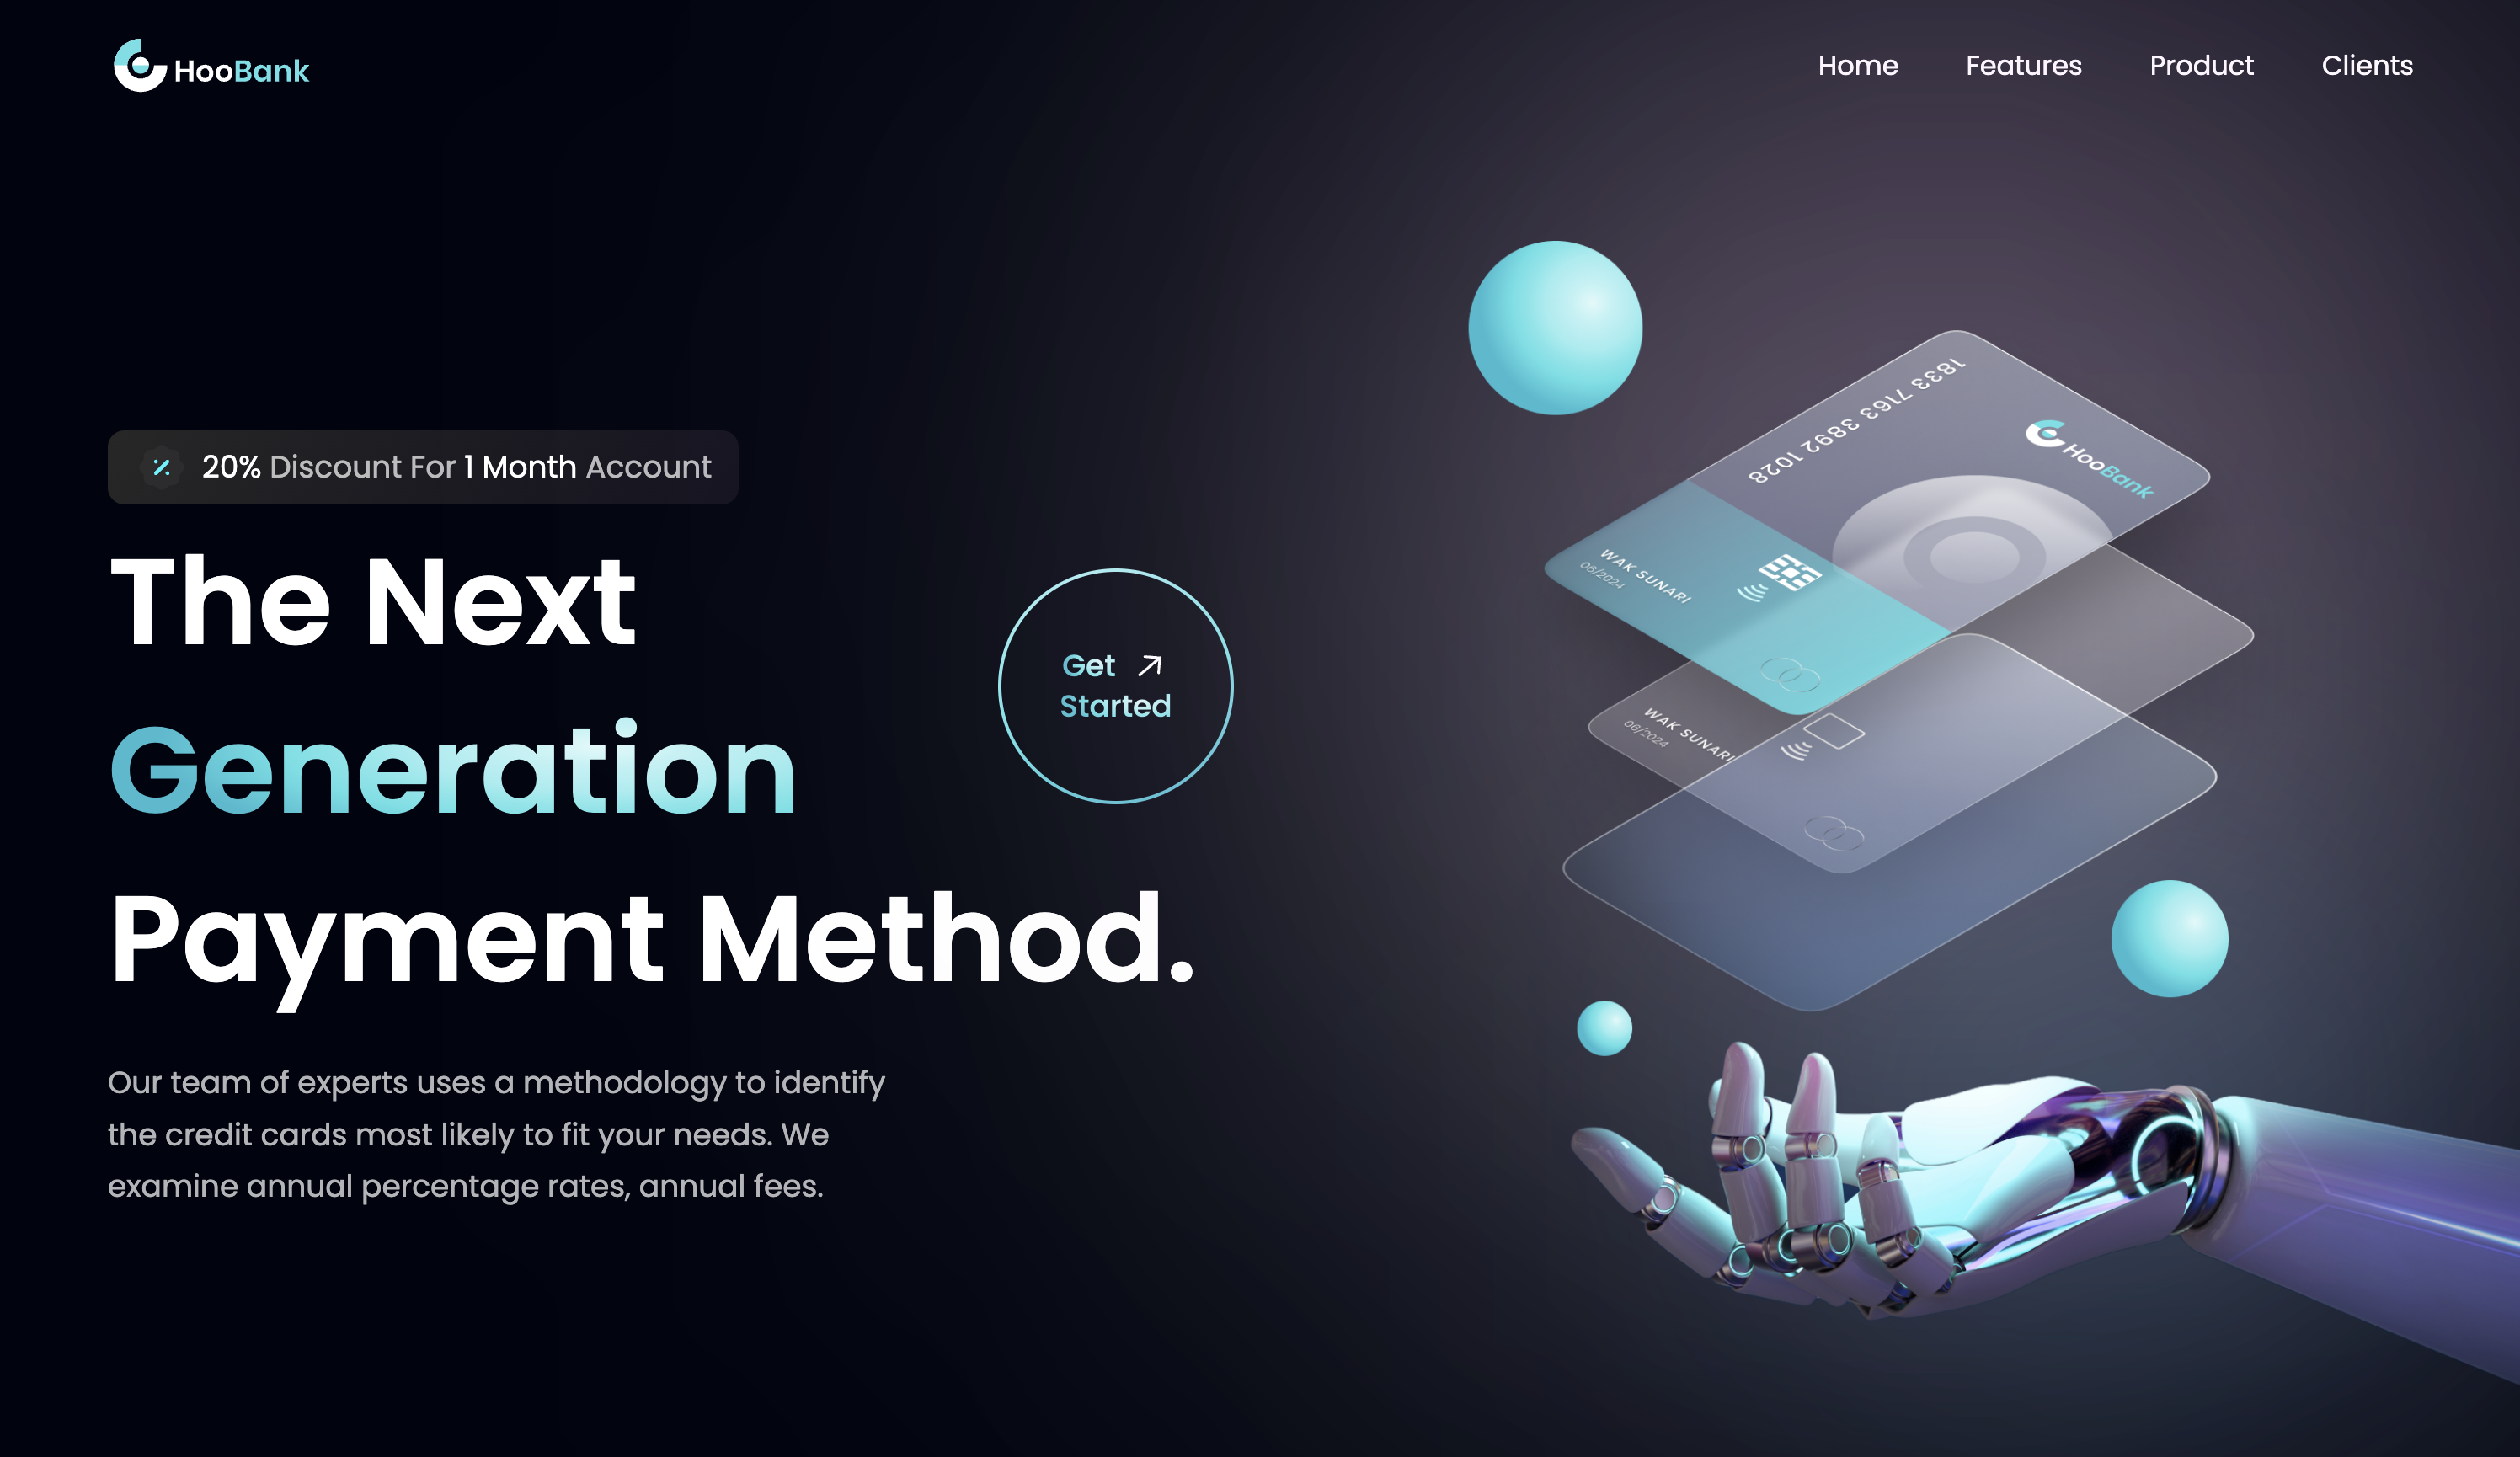 HooBank
Home Features Product Clients
20% Discount For 1 Month Account
The Next
Generation
Payment Method.
Get
Started
Our team of experts uses a methodology to identify
the credit cards most likely to fit your needs. We
examine annual percentage rates, annual fees.
1833 7163 3892 1028
HooBank
WAK SUNARI
06/2024
WAK SUNARI
06/2024